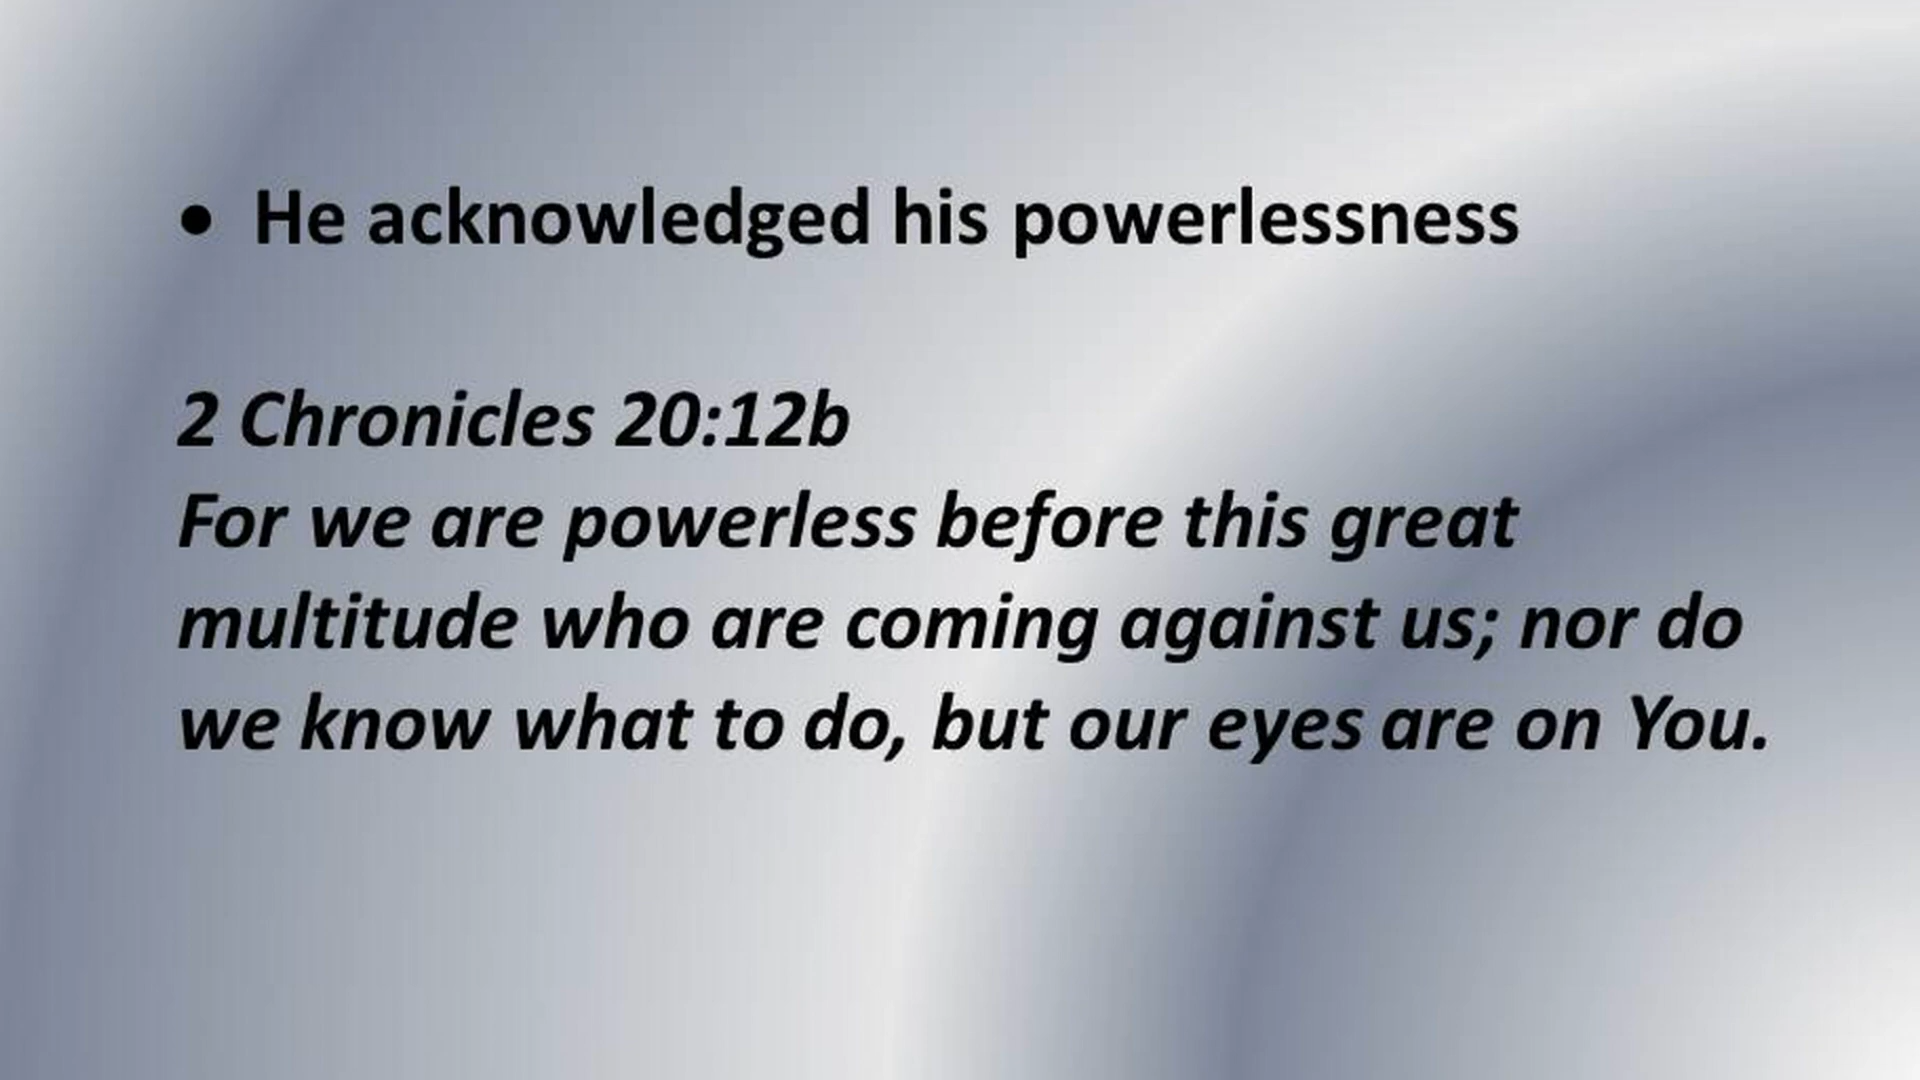 • He acknowledged his powerlessness
2 Chronicles 20:12b
For we are powerless before this great
multitude who are coming against us; nor do
we know what to do, but our eyes are on You.